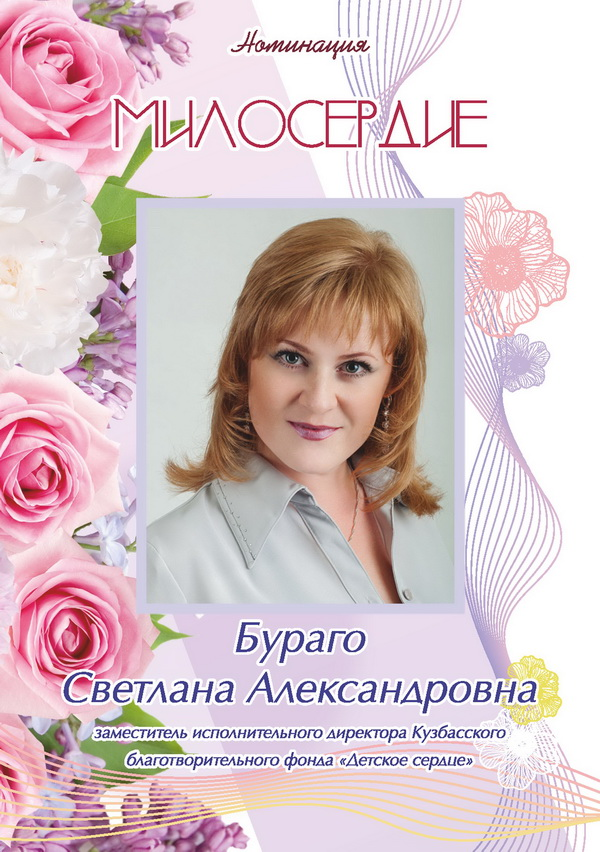 Номинация
МИЛОСЕРДИЕ
Бураго
Светлана Александровна
заместитель исполнительного директора Кузбасского
благотворительного фонда «Детское сердце»